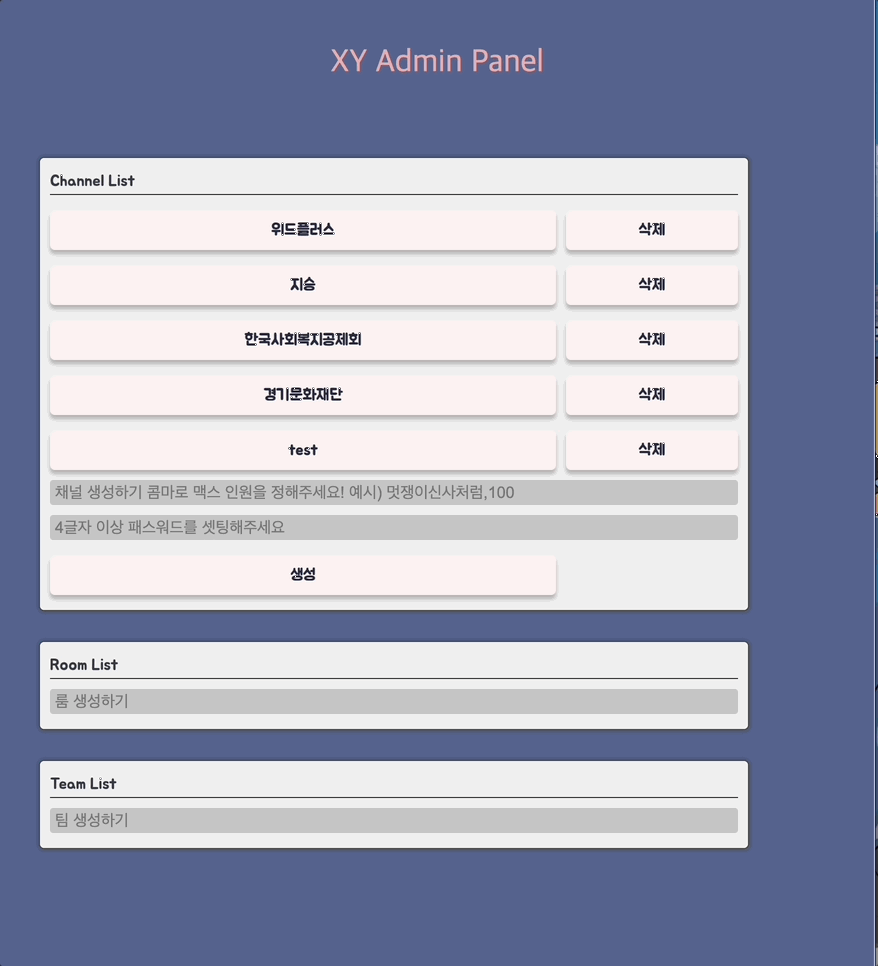 XY Admin Panel
Channel List
위드플러스 삭제
지승 삭제
한국사회복지공제회 삭제
경기문화재단 삭제
test 삭제
채널 생성하기 콤마로 맥스 인원을 정해주세요! 예시) 멋쟁이신사처럼,100
4글자 이상 패스워드를 셋팅해주세요
생성
Room List
룸 생성하기
Team List
팀 생성하기